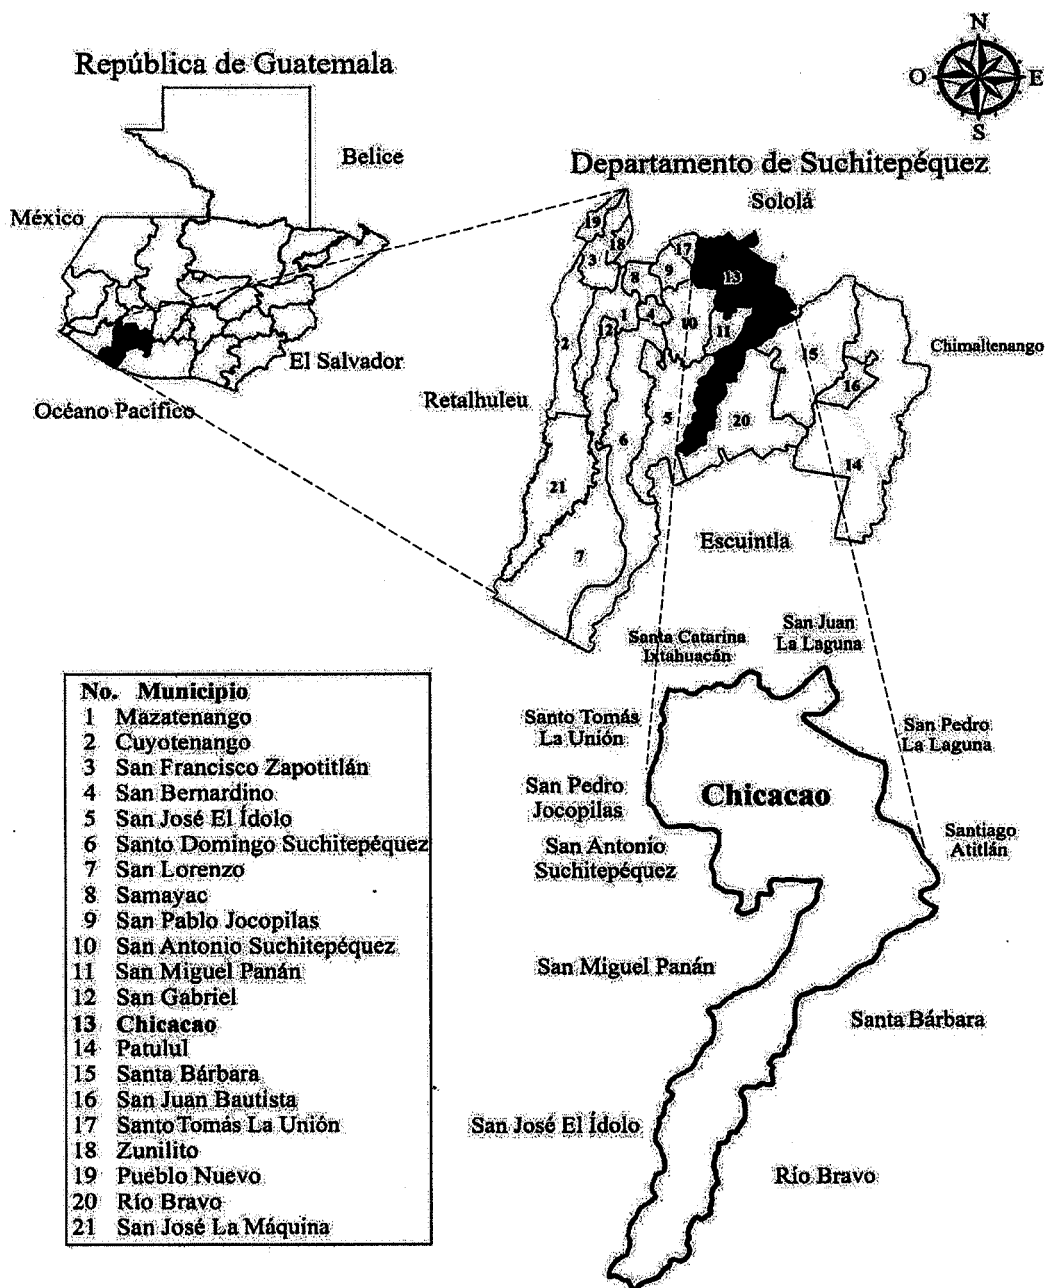 N
O
E
S
República de Guatemala
Belice
México
El Salvador
Océano Pacífico
Departamento de Suchitepéquez
Sololá
19
18
3
17
9
8
13
1
4
10
12
11
2
15
16
5
20
6
14
21
7
Chimaltenango
Retalhuleu
Escuintla
Santa Catarina
Ixtahuacán
San Juan
La Laguna
Santo Tomás
La Unión
San Pedro
La Laguna
San Pedro
Jocopilas
Chicacao
San Antonio
Suchitepéquez
Santiago
Atitlán
San Miguel Panán
Santa Bárbara
San José El Ídolo
Río Bravo
No. Municipio
1 Mazatenango
2 Cuyotenango
3 San Francisco Zapotitlán
4 San Bernardino
5 San José El Ídolo
6 Santo Domingo Suchitepéquez
7 San Lorenzo
8 Samayac
9 San Pablo Jocopilas
10 San Antonio Suchitepéquez
11 San Miguel Panán
12 San Gabriel
13 Chicacao
14 Patulul
15 Santa Bárbara
16 San Juan Bautista
17 Santo Tomás La Unión
18 Zunilito
19 Pueblo Nuevo
20 Río Bravo
21 San José La Máquina